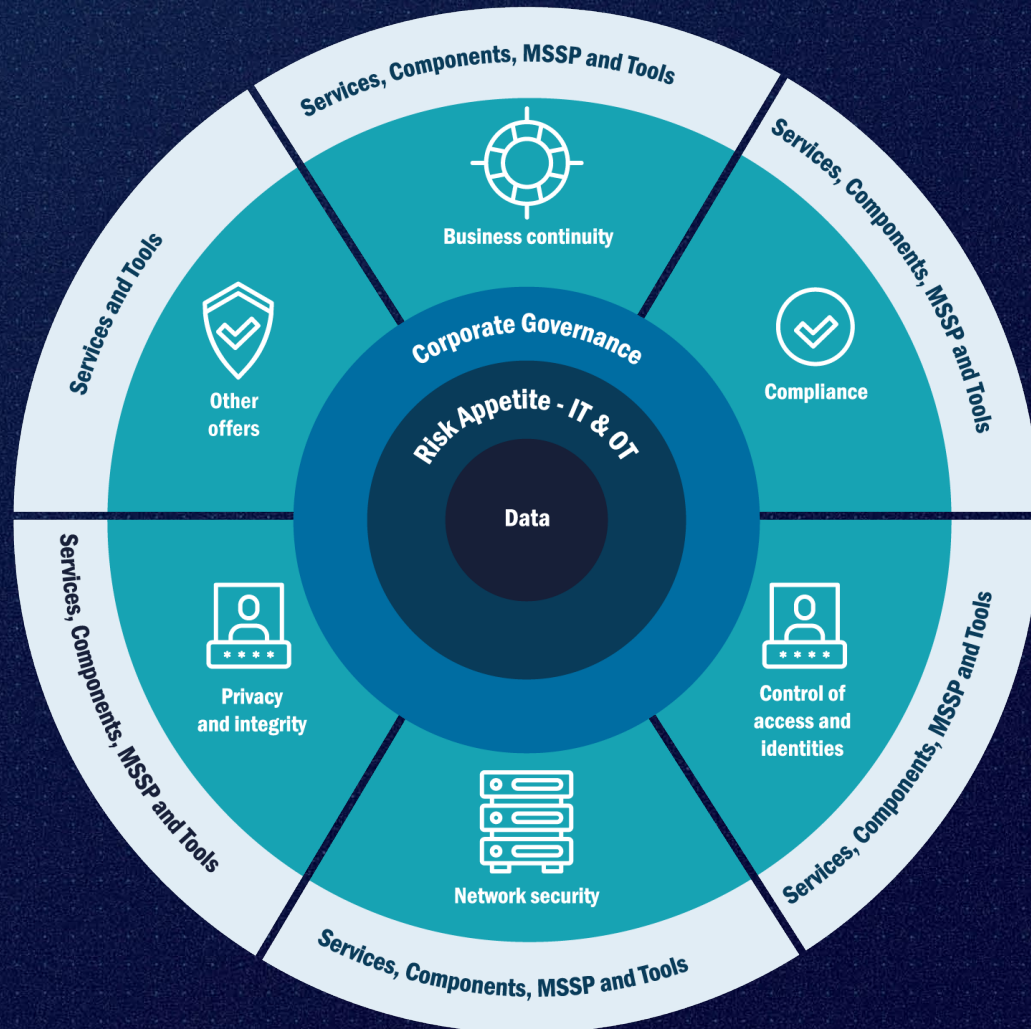 Services, Components, MSSP and Tools
Services, Components, MSSP and Tools
Services and Tools
Business continuity
Compliance
Other
offers
Corporate Governance
Risk Appetite - IT & OT
Data
Privacy
and integrity
Control of
access and
identities
Network security
* * * *
* * * *
Services, Components, MSSP and Tools
Services, Components, MSSP and Tools
Services, Components, MSSP and Tools